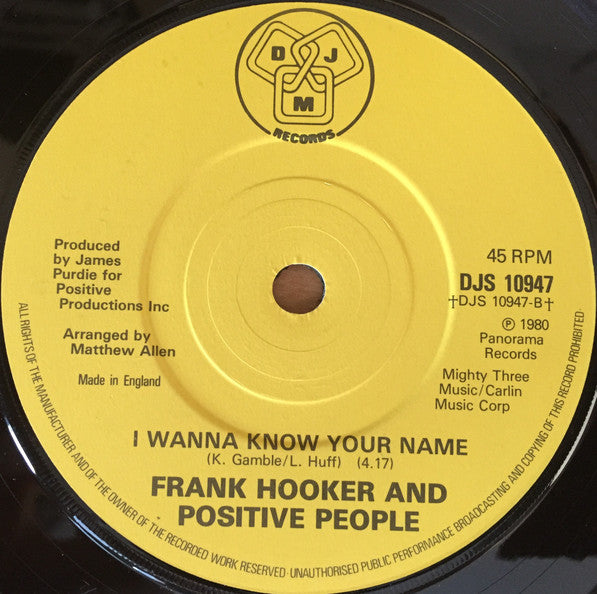 D J
M
RECORDS
Produced
by James
Purdie for
Positive
Productions Inc
Arranged by
Matthew Allen
Made in England
45 RPM
DJS 10947
†DJS 10947-B†
℗ 1980
Panorama
Records
Mighty Three
Music/Carlin
Music Corp
I WANNA KNOW YOUR NAME
(K. Gamble/L. Huff) (4.17)
FRANK HOOKER AND
POSITIVE PEOPLE
ALL RIGHTS OF THE MANUFACTURER AND OF THE OWNER OF THE RECORDED WORK RESERVED·UNAUTHORISED PUBLIC PERFORMANCE BROADCASTING AND COPYING OF THIS RECORD PROHIBITED·